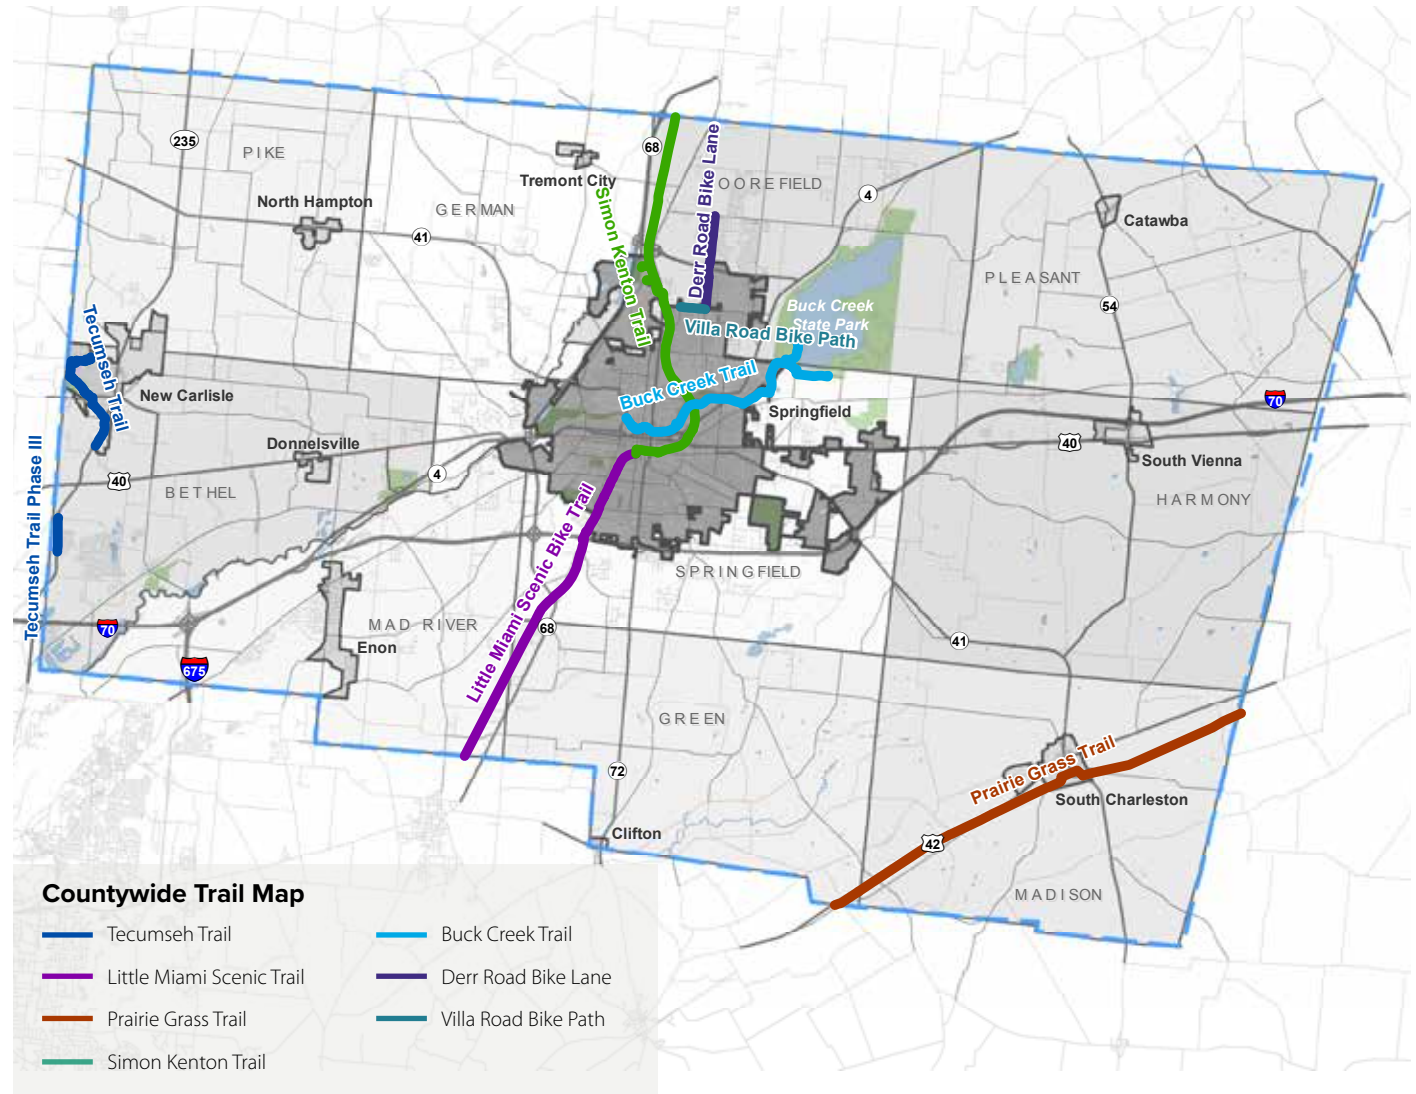 68
235
PIKE
Tremont City
OOREFIELD
Derr Road Bike Lane
4
North Hampton
GERMAN
Simon Kenton Trail
Catawba
41
PLEASANT
Buck Creek
State Park
54
Villa Road Bike Path
Tecumseh Trail
Buck Creek Trail
New Carlisle
Springfield
70
Donnelsville
40
South Vienna
4
40
BETHEL
HARMONY
Tecumseh Trail Phase III
Little Miami Scenic Bike Trail
SPRINGFIELD
70
MAD RIVER
68
Enon
41
675
GREEN
Prairie Grass Trail
72
South Charleston
Clifton
42
MADISON
Countywide Trail Map
Tecumseh Trail
Buck Creek Trail
Little Miami Scenic Trail
Derr Road Bike Lane
Prairie Grass Trail
Villa Road Bike Path
Simon Kenton Trail